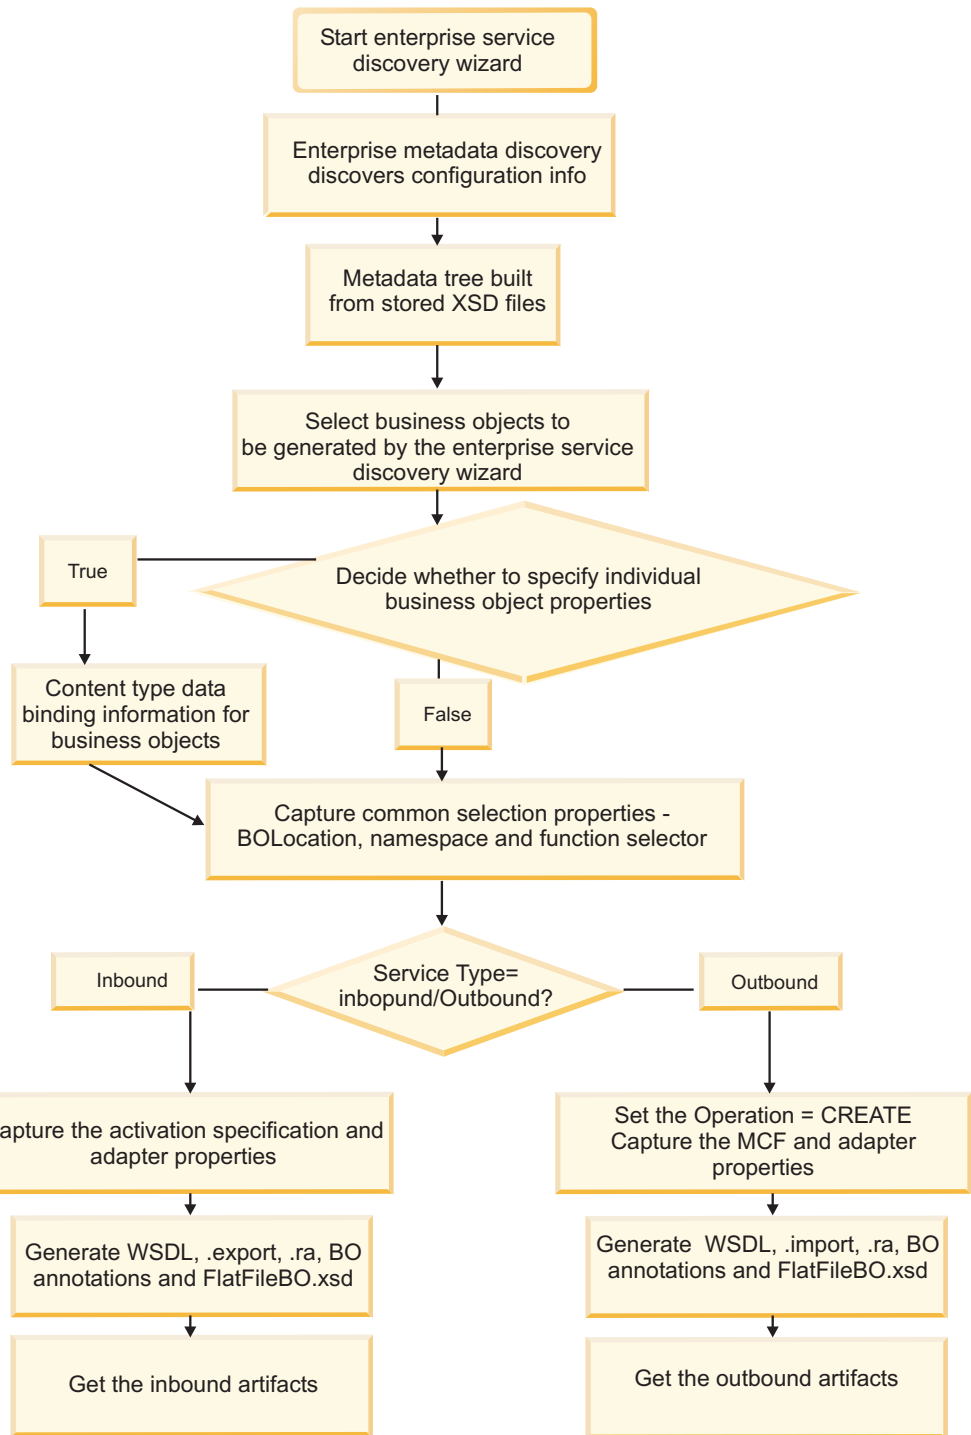 Start enterprise service
discovery wizard
Enterprise metadata discovery
discovers configuration info
Metadada tree built
from stored XSD files
Select business objects to
be generated by the enterprise service
discovery wizard
Decide whether to specify individual
business object properties
True
Content type data
binding information for
business objects
False
Capture common selection properties -
BOLocation, namespace and function selector
Service Type=
inbopund/Outbound?
Inbound
Outbound
apture the activation specification and
adapter properties
Set the Operation = CREATE
Capture the MCF and adapter
properties
Generate WSDL, .export, .ra, BO
annotations and FlatFileBO.xsd
Generate WSDL, .import, .ra, BO
annotations and FlatFileBO.xsd
Get the inbound artifacts
Get the outbound artifacts